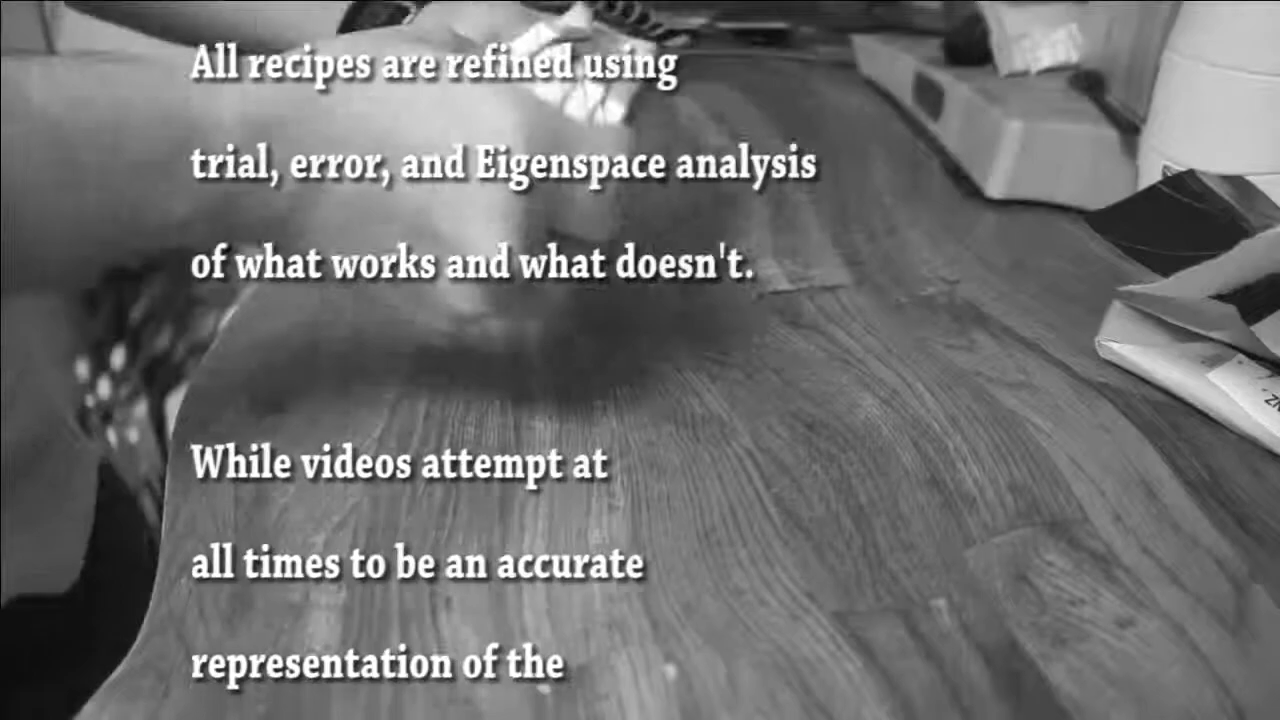 All recipes are refined using
trial, error, and Eigenspace analysis
of what works and what doesn't.
While videos attempt at
all times to be an accurate
representation of the